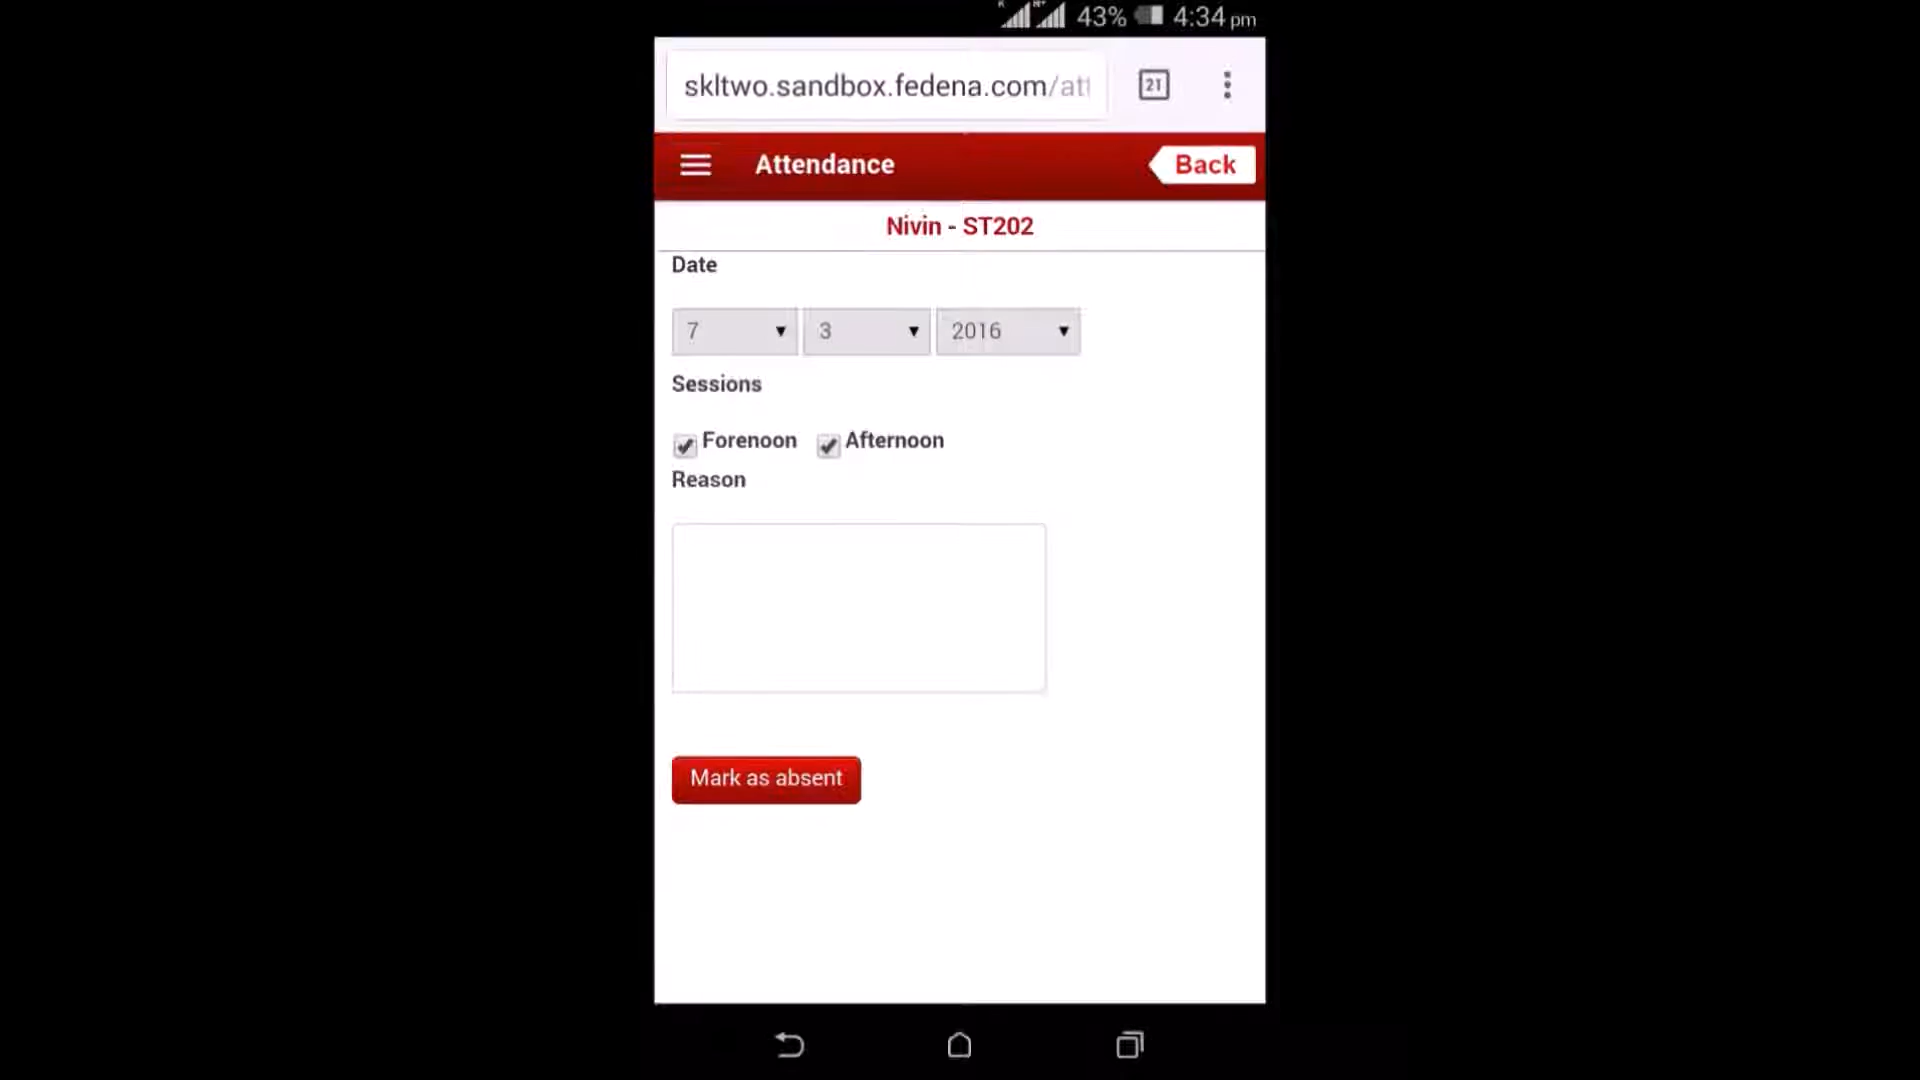 43% 4:34 pm
skltwo.sandbox.fedena.com/att 21
Attendance Back
Nivin - ST202
Date
7 3 2016
Sessions
Forenoon Afternoon
Reason
Mark as absent